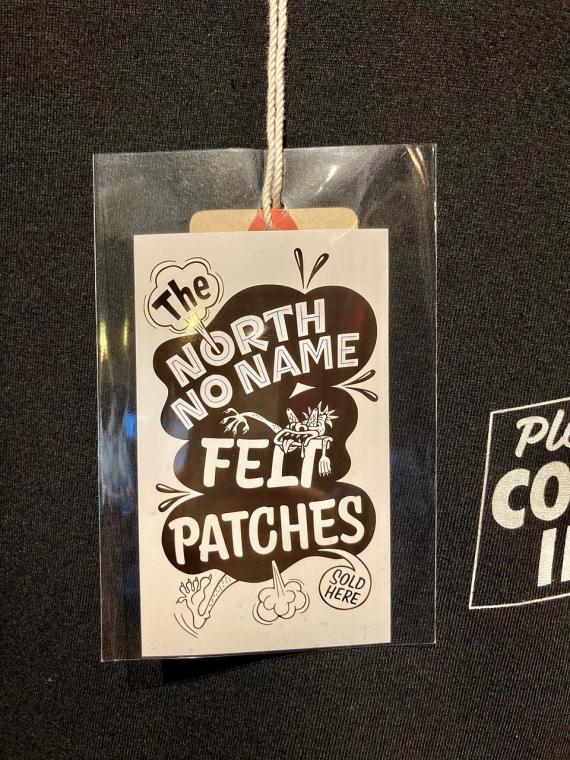 The
NORTH
NO NAME
FELT
PATCHES
SOLD
HERE